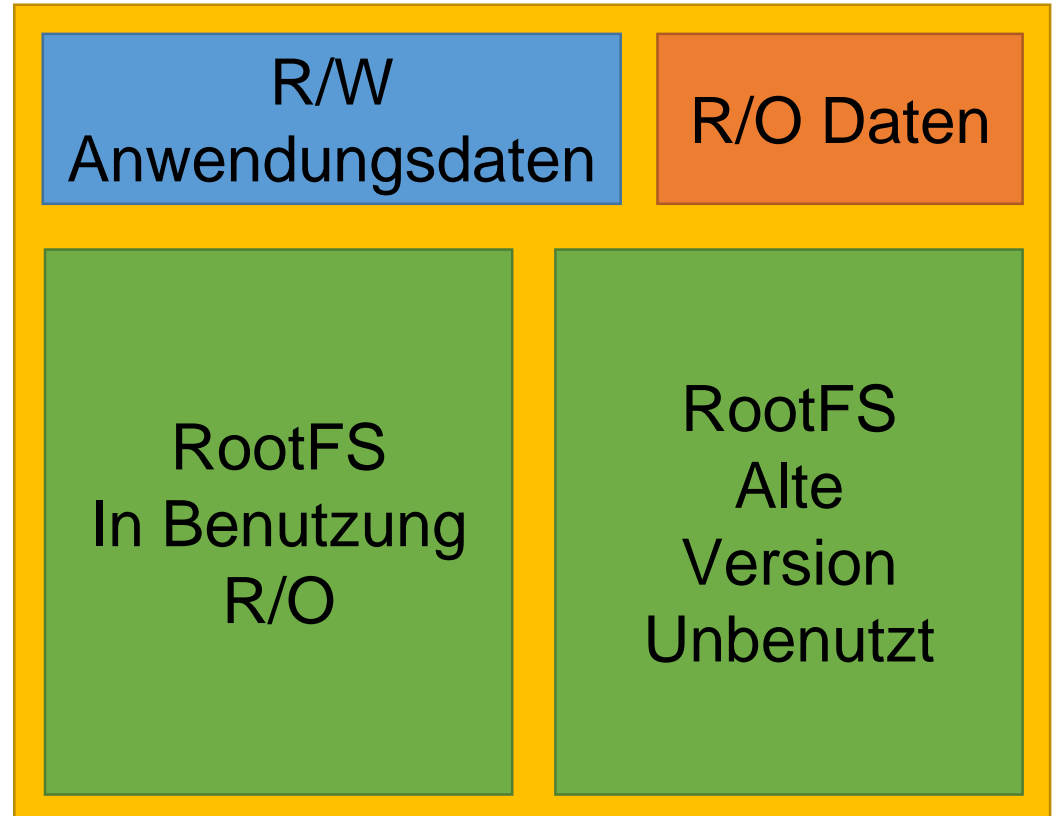 R/W
Anwendungsdaten
R/O Daten
RootFS
In Benutzung
R/O
RootFS
Alte
Version
Unbenutzt